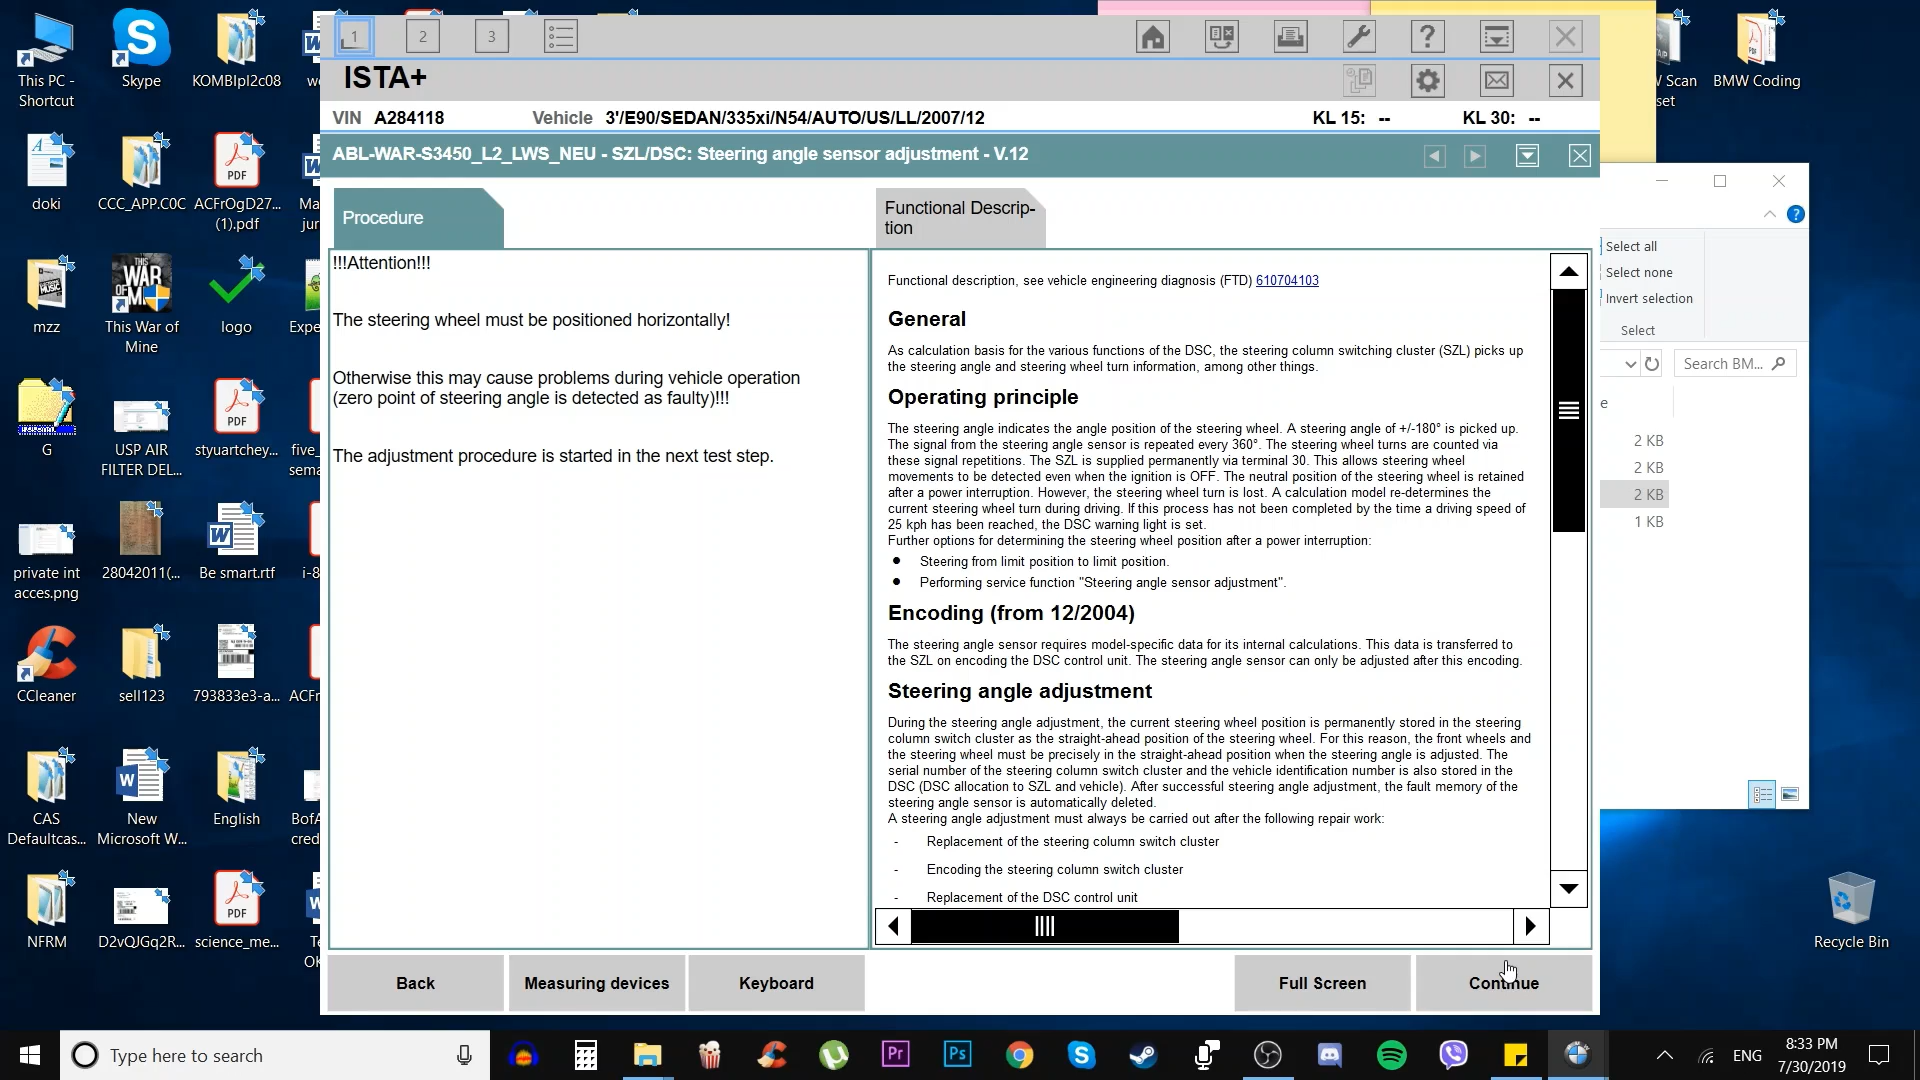 This PC -
Shortcut
Skype
KOMBIpl2c08
doki
CCC_APP.C0C
ACFrOgD27...
(1).pdf
mzz
This War of
Mine
logo
Expe
G
USP AIR
FILTER DEL...
styuartchey...
five_
sema
private int
acces.png
28042011(...
Be smart.rtf
i-8
CCleaner
sell123
793833e3-a...
ACFr
CAS
Defaultcas...
New
Microsoft W...
English
BofA
cred
NFRM
D2vQJGq2R...
science_me...
Te
OK
1
2
3
ISTA+
VIN A284118 Vehicle 3'/E90/SEDAN/335xi/N54/AUTO/US/LL/2007/12 KL 15: -- KL 30: --
ABL-WAR-S3450_L2_LWS_NEU - SZL/DSC: Steering angle sensor adjustment - V.12
Procedure
!!!Attention!!!
The steering wheel must be positioned horizontally!
Otherwise this may cause problems during vehicle operation
(zero point of steering angle is detected as faulty)!!!
The adjustment procedure is started in the next test step.
Functional Descrip-
tion
Functional description, see vehicle engineering diagnosis (FTD) 610704103
General
As calculation basis for the various functions of the DSC, the steering column switching cluster (SZL) picks up
the steering angle and steering wheel turn information, among other things.
Operating principle
The steering angle indicates the angle position of the steering wheel. A steering angle of +/-180° is picked up.
The signal from the steering angle sensor is repeated every 360°. The steering wheel turns are counted via
these signal repetitions. The SZL is supplied permanently via terminal 30. This allows steering wheel
movements to be detected even when the ignition is OFF. The neutral position of the steering wheel is retained
after a power interruption. However, the steering wheel turn is lost. A calculation model re-determines the
current steering wheel turn during driving. If this process has not been completed by the time a driving speed of
25 kph has been reached, the DSC warning light is set.
Further options for determining the steering wheel position after a power interruption:
● Steering from limit position to limit position.
● Performing service function "Steering angle sensor adjustment".
Encoding (from 12/2004)
The steering angle sensor requires model-specific data for its internal calculations. This data is transferred to
the SZL on encoding the DSC control unit. The steering angle sensor can only be adjusted after this encoding.
Steering angle adjustment
During the steering angle adjustment, the current steering wheel position is permanently stored in the steering
column switch cluster as the straight-ahead position of the steering wheel. For this reason, the front wheels and
the steering wheel must be precisely in the straight-ahead position when the steering angle is adjusted. The
serial number of the steering column switch cluster and the vehicle identification number is also stored in the
DSC (DSC allocation to SZL and vehicle). After successful steering angle adjustment, the fault memory of the
steering angle sensor is automatically deleted.
A steering angle adjustment must always be carried out after the following repair work:
- Replacement of the steering column switch cluster
- Encoding the steering column switch cluster
- Replacement of the DSC control unit
Back
Measuring devices
Keyboard
Full Screen
Continue
Scan
set
BMW Coding
Select all
Select none
Invert selection
Select
Search BM...
e
2 KB
2 KB
2 KB
1 KB
Recycle Bin
Type here to search
ENG
8:33 PM
7/30/2019